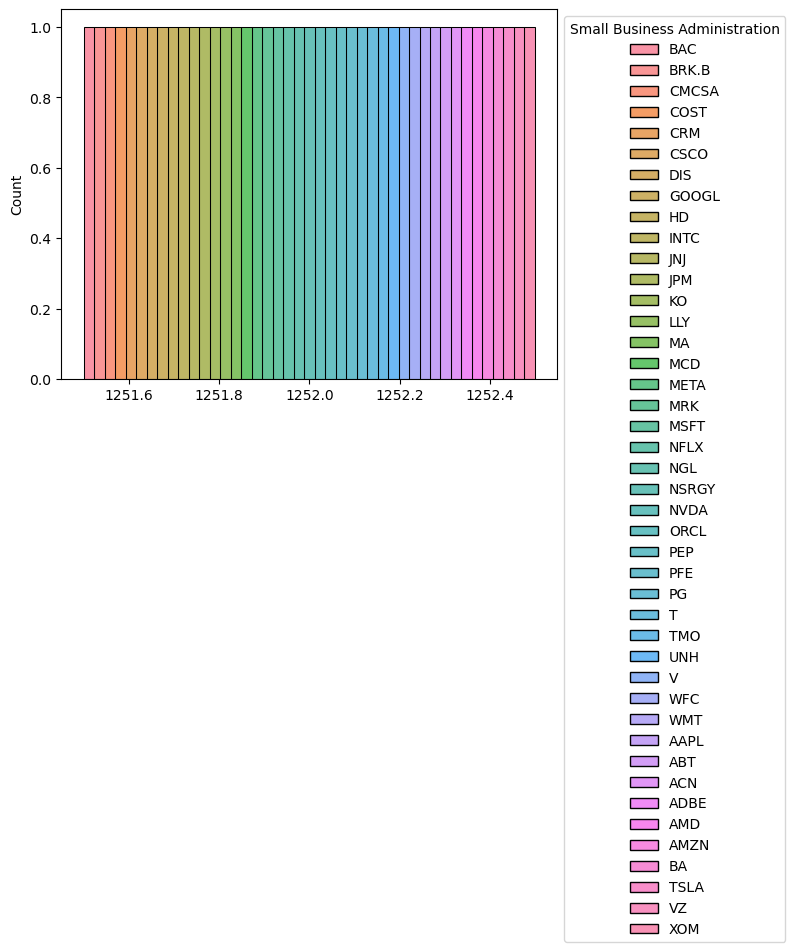 1.0
0.8
0.6
0.4
0.2
0.0
Count
1251.6 1251.8 1252.0 1252.2 1252.4
Small Business Administration
BAC
BRK.B
CMCSA
COST
CRM
CSCO
DIS
GOOGL
HD
INTC
JNJ
JPM
KO
LLY
MA
MCD
META
MRK
MSFT
NFLX
NGL
NSRGY
NVDA
ORCL
PEP
PFE
PG
T
TMO
UNH
V
WFC
WMT
AAPL
ABT
ACN
ADBE
AMD
AMZN
BA
TSLA
VZ
XOM